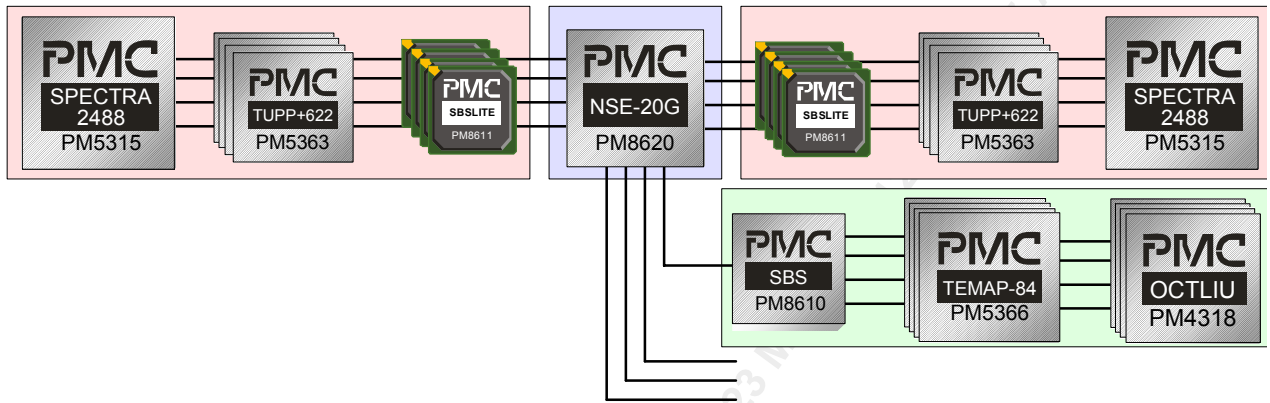 PMC
SPECTRA
2488
PM5315
PMC
TUPP+622
PM5363
PMC
SBSLITE
PM8611
PMC
NSE-20G
PM8620
PMC
SBSLITE
PM8611
PMC
TUPP+622
PM5363
PMC
SPECTRA
2488
PM5315
PMC
SBS
PM8610
PMC
TEMAP-84
PM5366
PMC
OCTLIU
PM4318